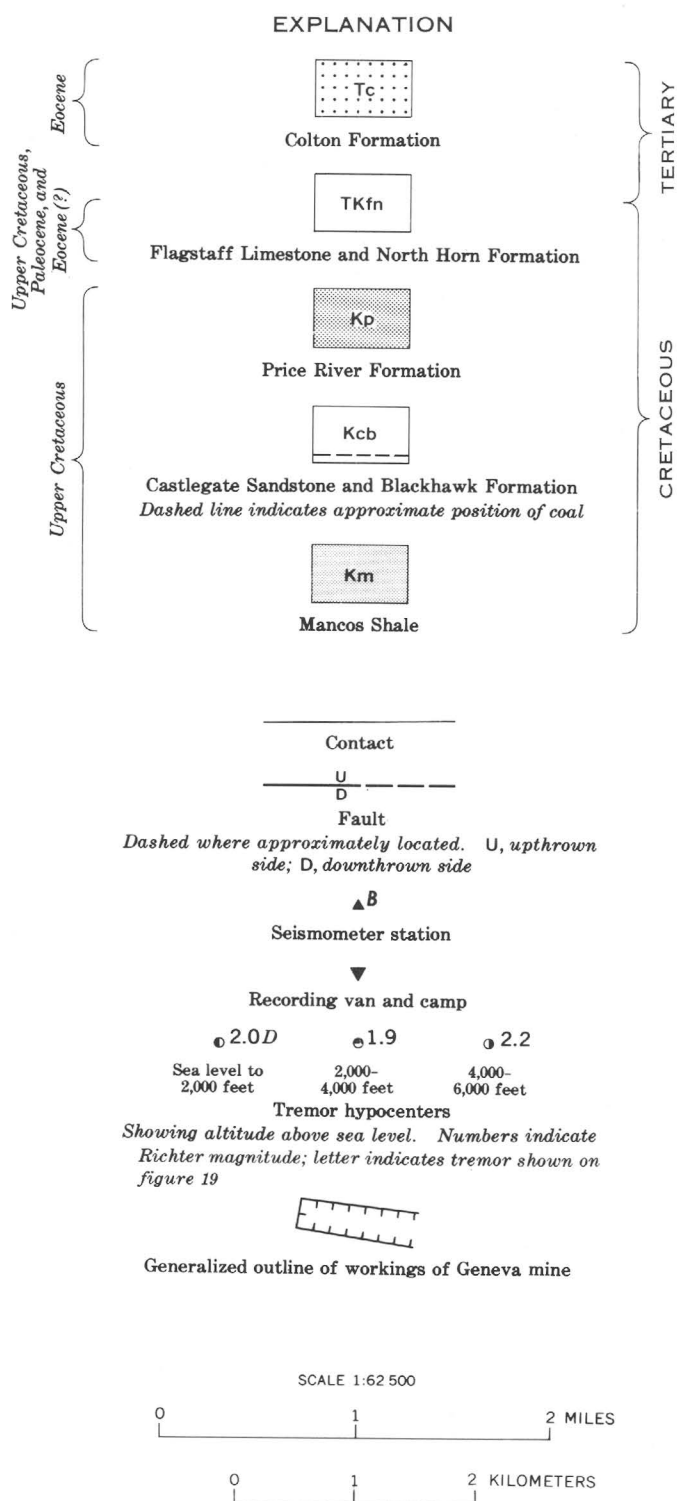 EXPLANATION
Eocene
Tc
Colton Formation
TERTIARY
Upper Cretaceous,
Paleocene, and
Eocene (?)
TKfn
Flagstaff Limestone and North Horn Formation
Upper Cretaceous
Kp
Price River Formation
Kcb
Castlegate Sandstone and Blackhawk Formation
Dashed line indicates approximate position of coal
CRETACEOUS
Km
Mancos Shale
Contact
U
D
Fault
Dashed where approximately located. U, upthrown
side; D, downthrown side
B
Seismometer station
Recording van and camp
2.0D 1.9 2.2
Sea level to 2,000– 4,000–
2,000 feet 4,000 feet 6,000 feet
Tremor hypocenters
Showing altitude above sea level. Numbers indicate
Richter magnitude; letter indicates tremor shown on
figure 19
Generalized outline of workings of Geneva mine
SCALE 1:62 500
0 1 2 MILES
0 1 2 KILOMETERS